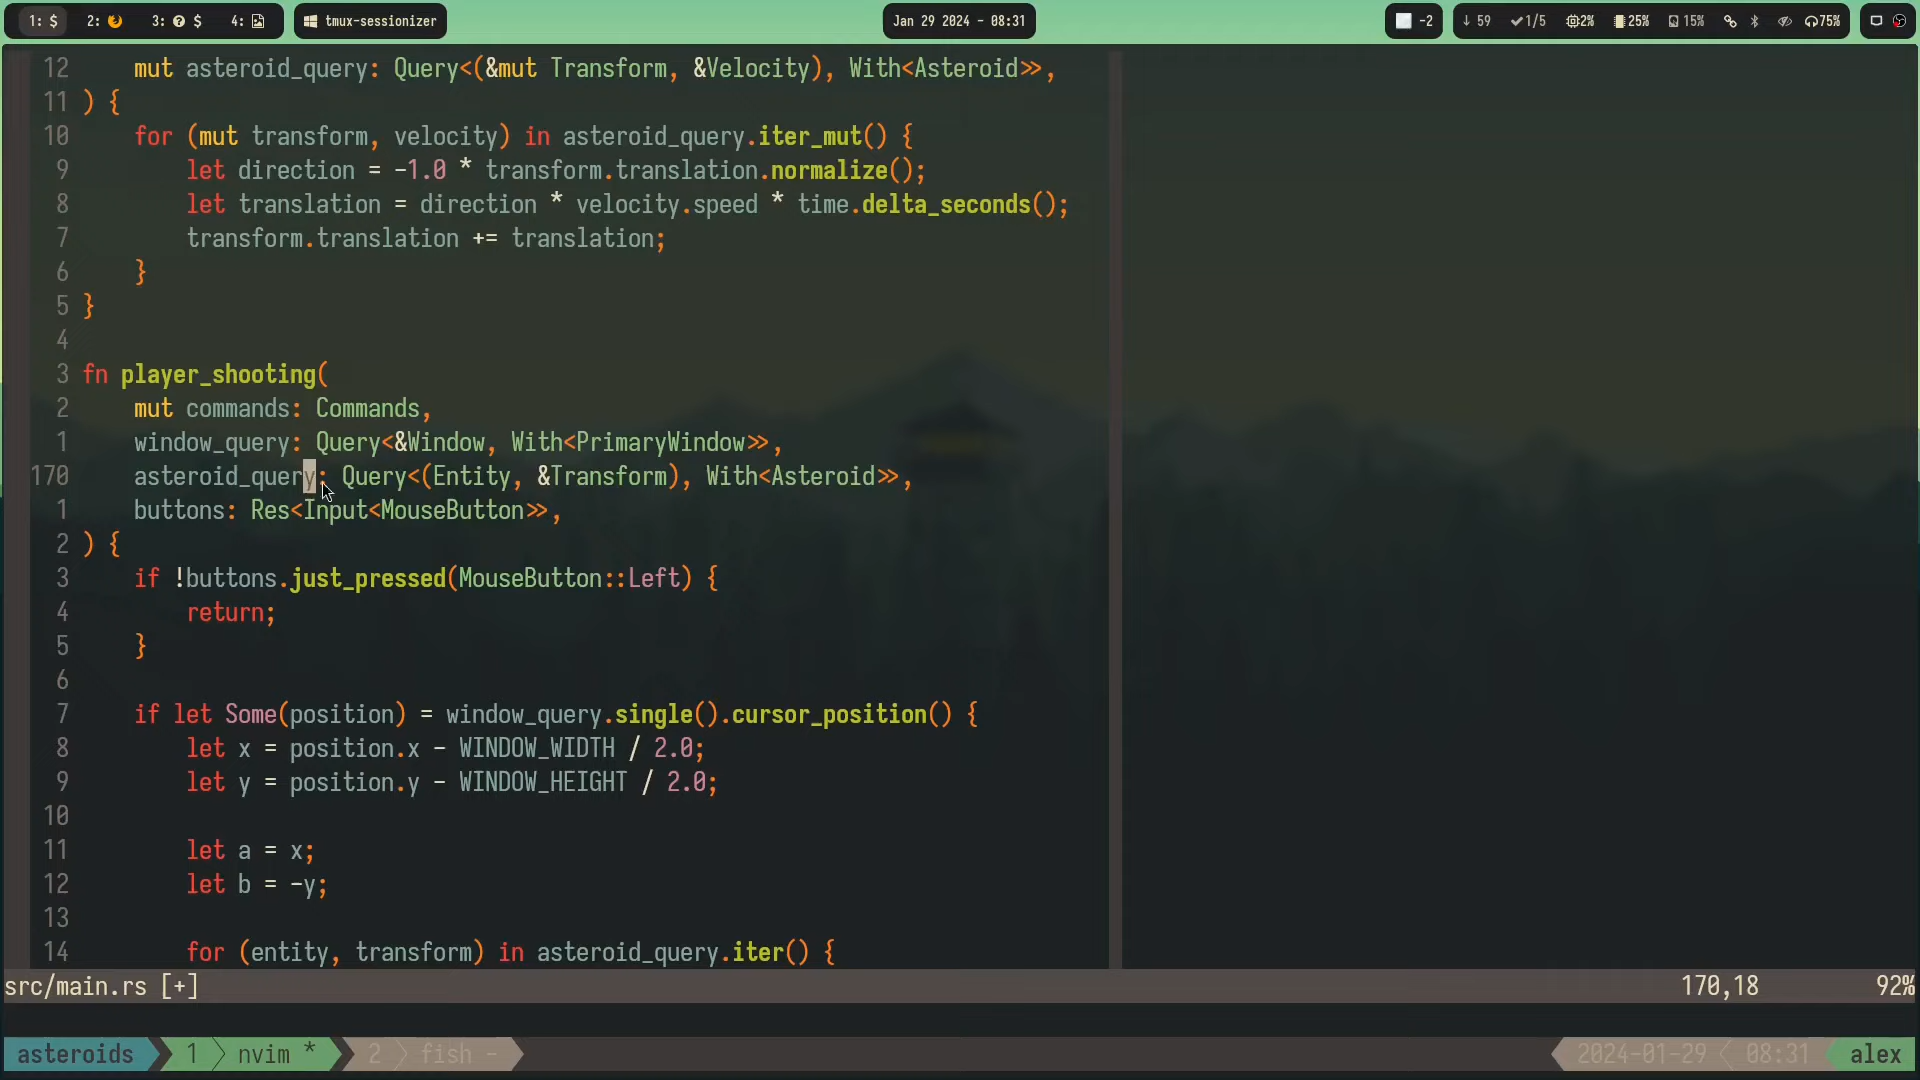 1: $ 2: 3: $ 4: tmux-sessionizer Jan 29 2024 - 08:31 -2 ↓ 59 ✓1/5 2% 25% 15% 75%
12 mut asteroid_query: Query<(&mut Transform, &Velocity), With<Asteroid>>,
11 ) {
10 for (mut transform, velocity) in asteroid_query.iter_mut() {
9 let direction = -1.0 * transform.translation.normalize();
8 let translation = direction * velocity.speed * time.delta_seconds();
7 transform.translation += translation;
6 }
5 }
4
3 fn player_shooting(
2 mut commands: Commands,
1 window_query: Query<&Window, With<PrimaryWindow>>,
170 asteroid_query: Query<(Entity, &Transform), With<Asteroid>>,
1 buttons: Res<Input<MouseButton>>,
2 ) {
3 if !buttons.just_pressed(MouseButton::Left) {
4 return;
5 }
6
7 if let Some(position) = window_query.single().cursor_position() {
8 let x = position.x - WINDOW_WIDTH / 2.0;
9 let y = position.y - WINDOW_HEIGHT / 2.0;
10
11 let a = x;
12 let b = -y;
13
14 for (entity, transform) in asteroid_query.iter() {
src/main.rs [+] 170,18 92%
asteroids 1 nvim * 2 fish - 2024-01-29 08:31 alex